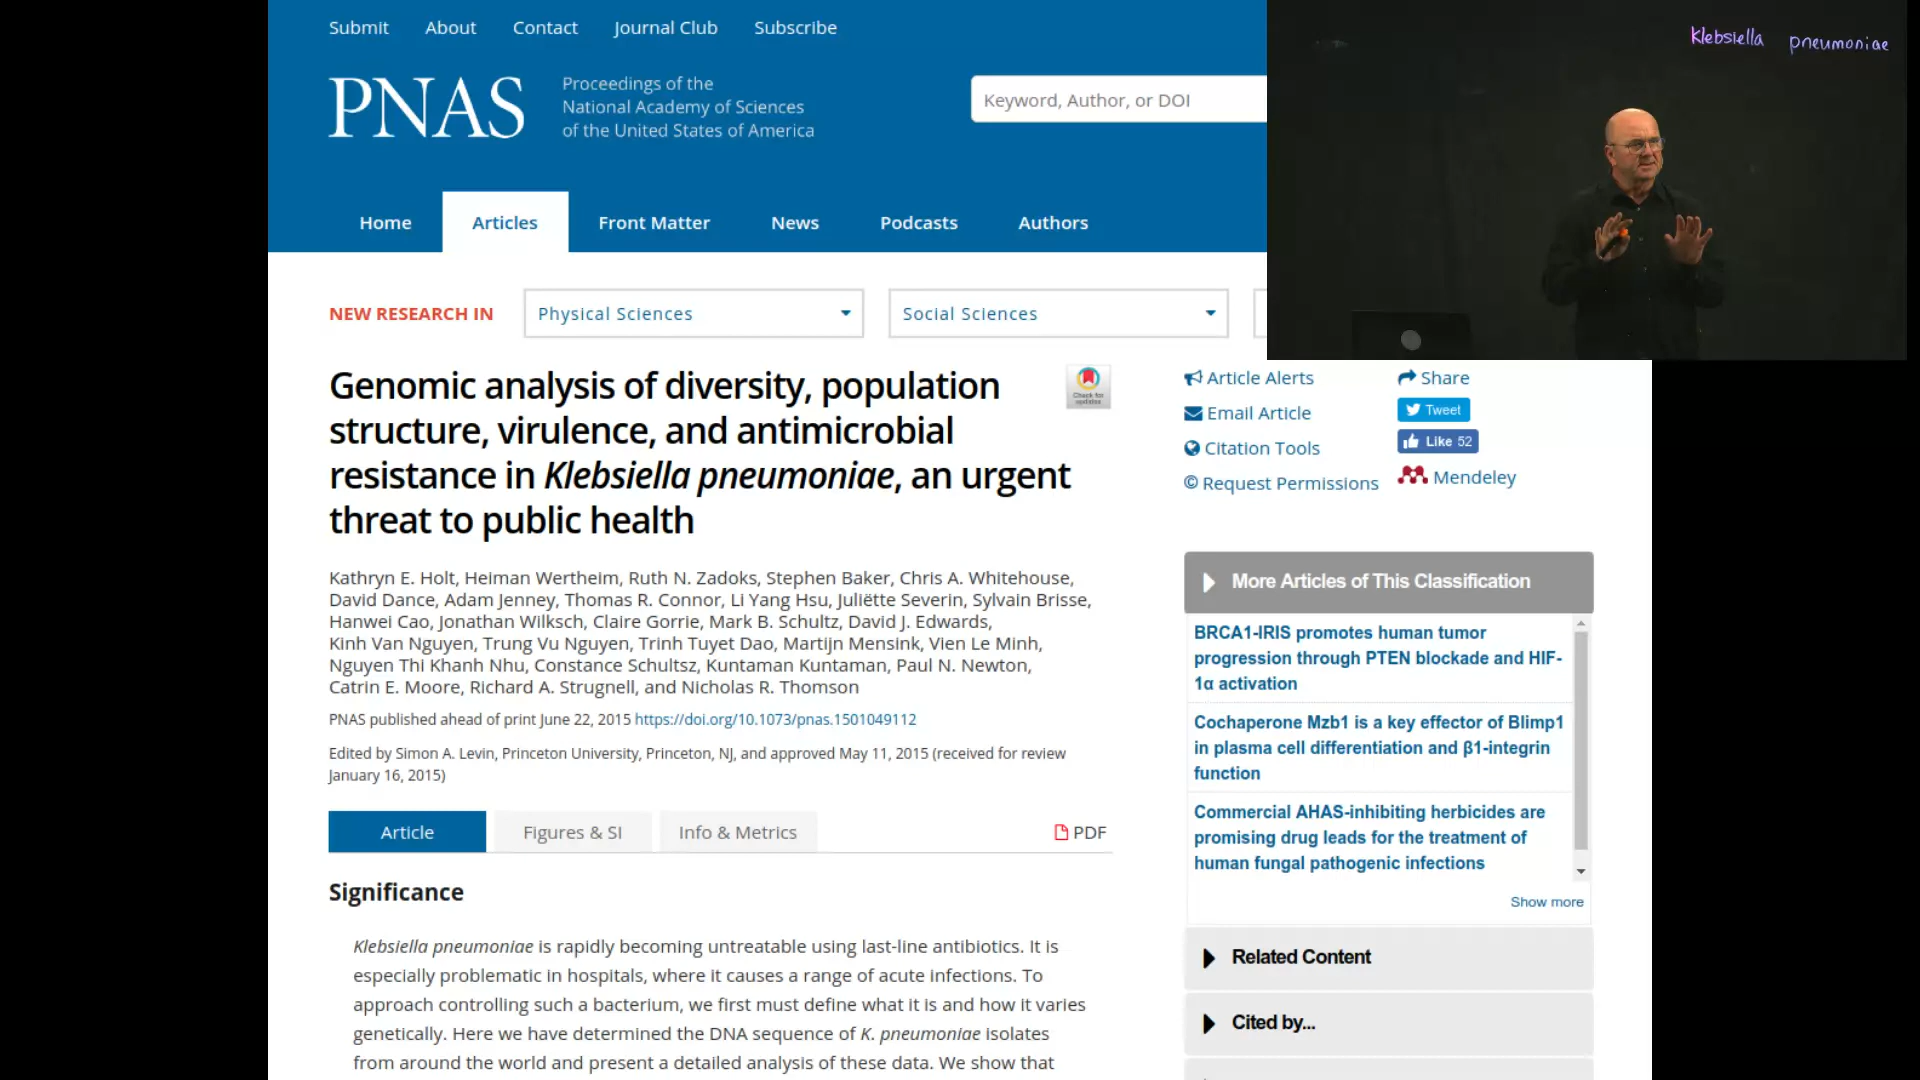 Submit About Contact Journal Club Subscribe
PNAS
Proceedings of the
National Academy of Sciences
of the United States of America
Keyword, Author, or DOI
Klebsiella pneumoniae
Home Articles Front Matter News Podcasts Authors
NEW RESEARCH IN Physical Sciences Social Sciences
Genomic analysis of diversity, population
structure, virulence, and antimicrobial
resistance in Klebsiella pneumoniae, an urgent
threat to public health
Check for
updates
Kathryn E. Holt, Heiman Wertheim, Ruth N. Zadoks, Stephen Baker, Chris A. Whitehouse,
David Dance, Adam Jenney, Thomas R. Connor, Li Yang Hsu, Juliëtte Severin, Sylvain Brisse,
Hanwei Cao, Jonathan Wilksch, Claire Gorrie, Mark B. Schultz, David J. Edwards,
Kinh Van Nguyen, Trung Vu Nguyen, Trinh Tuyet Dao, Martijn Mensink, Vien Le Minh,
Nguyen Thi Khanh Nhu, Constance Schultsz, Kuntaman Kuntaman, Paul N. Newton,
Catrin E. Moore, Richard A. Strugnell, and Nicholas R. Thomson
PNAS published ahead of print June 22, 2015 https://doi.org/10.1073/pnas.1501049112
Edited by Simon A. Levin, Princeton University, Princeton, NJ, and approved May 11, 2015 (received for review
January 16, 2015)
Article Figures & SI Info & Metrics PDF
Significance
Klebsiella pneumoniae is rapidly becoming untreatable using last-line antibiotics. It is
especially problematic in hospitals, where it causes a range of acute infections. To
approach controlling such a bacterium, we first must define what it is and how it varies
genetically. Here we have determined the DNA sequence of K. pneumoniae isolates
from around the world and present a detailed analysis of these data. We show that
Article Alerts
Email Article
Citation Tools
© Request Permissions
Share
Tweet
Like 52
Mendeley
More Articles of This Classification
BRCA1-IRIS promotes human tumor
progression through PTEN blockade and HIF-
1α activation
Cochaperone Mzb1 is a key effector of Blimp1
in plasma cell differentiation and β1-integrin
function
Commercial AHAS-inhibiting herbicides are
promising drug leads for the treatment of
human fungal pathogenic infections
Show more
Related Content
Cited by...